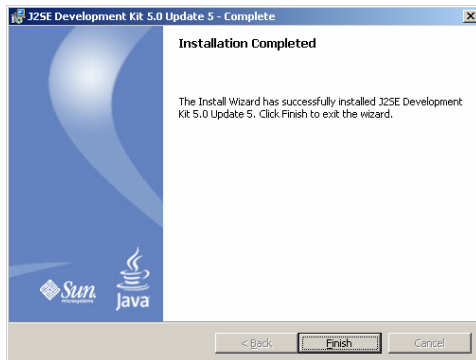 J2SE Development Kit 5.0 Update 5 - Complete
Installation Completed
The Install Wizard has successfully installed J2SE Development
Kit 5.0 Update 5. Click Finish to exit the wizard.
Sun
microsystems
Java
< Back
Finish
Cancel